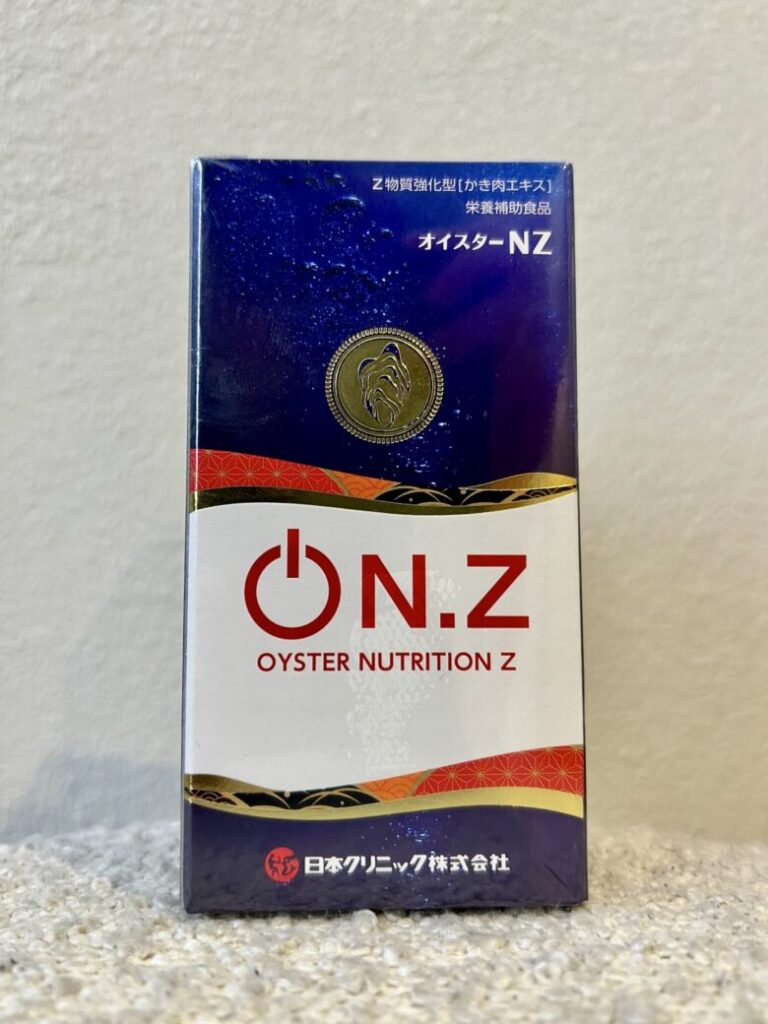 Z物質強化型[かき肉エキス]
栄養補助食品
オイスターNZ
ON.Z
OYSTER NUTRITION Z
日本クリニック株式会社